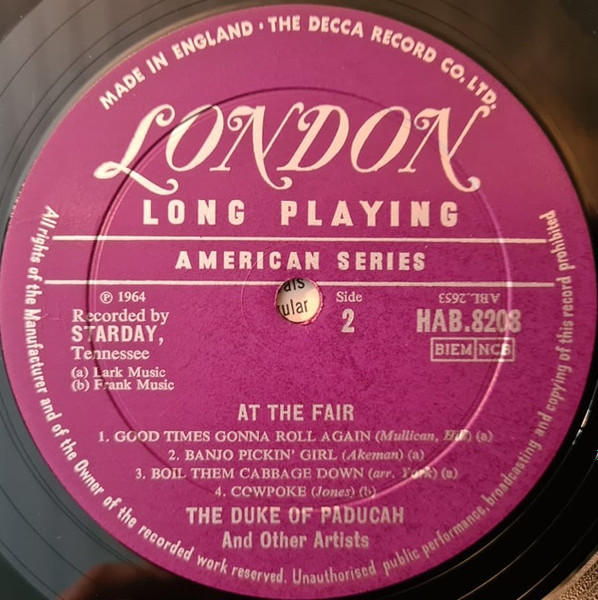 MADE IN ENGLAND · THE DECCA RECORD CO. LTD:
LONDON
LONG PLAYING
AMERICAN SERIES
℗ 1964
Recorded by
STARDAY,
Tennessee
(a) Lark Music
(b) Frank Music
ular
Side
2
ABL.2653
HAB.8208
BIEM NCB
AT THE FAIR
1. GOOD TIMES GONNA ROLL AGAIN (Mullican, Hill) (a)
2. BANJO PICKIN' GIRL (Akeman) (a)
3. BOIL THEM CABBAGE DOWN (arr. York) (a)
4. COWPOKE (Jones) (b)
THE DUKE OF PADUCAH
And Other Artists
All rights of the Manufacturer and of the Owner of the recorded work reserved. Unauthorised public performance, broadcasting and copying of this record prohibited